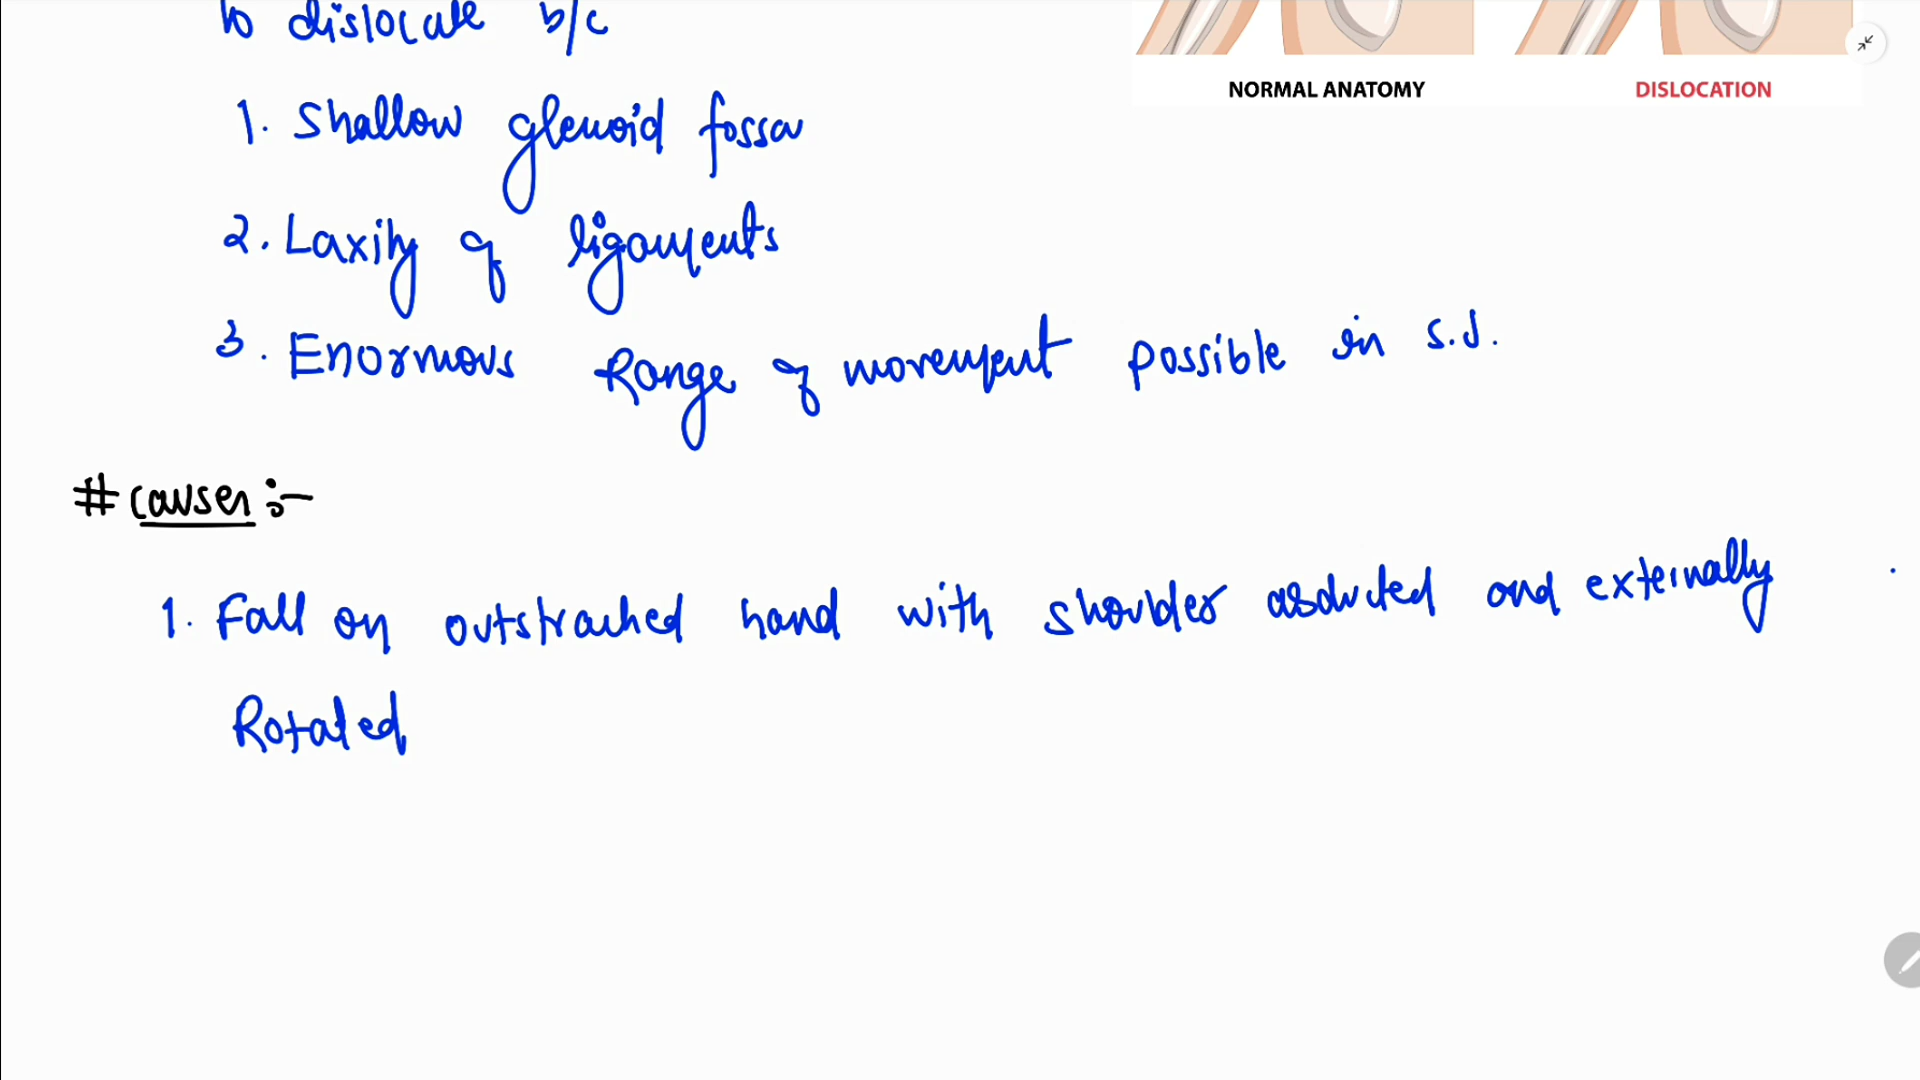 to dislocate b/c
NORMAL ANATOMY
DISLOCATION
1. Shallow glenoid fossa
2. Laxity of ligaments
3. Enormous Range of movement possible in S.J.
# Causes :-
1. Fall on outstrached hand with shoulder abducted and externally
Rotated